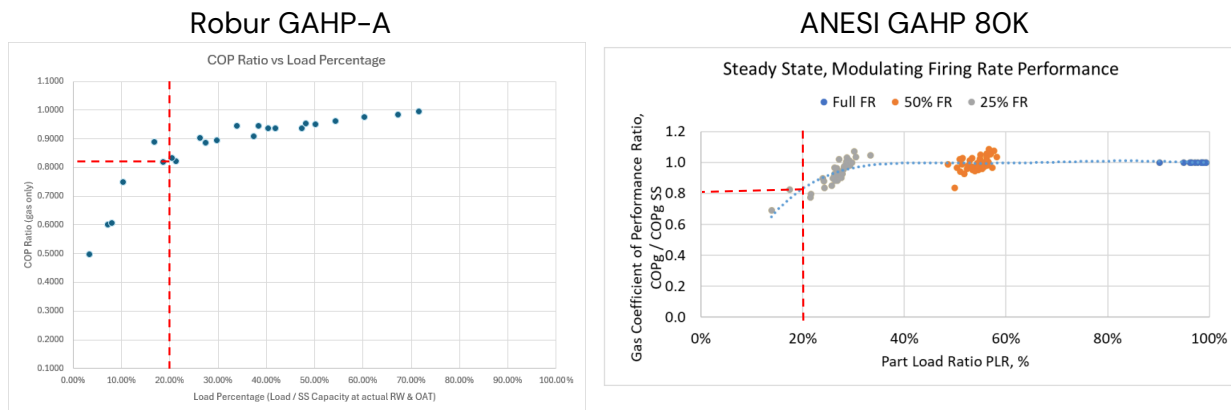 Robur GAHP-A
COP Ratio vs Load Percentage
COP Ratio (gas only)
1.1000
1.0000
0.9000
0.8000
0.7000
0.6000
0.5000
0.4000
0.3000
0.2000
0.1000
0.00% 10.00% 20.00% 30.00% 40.00% 50.00% 60.00% 70.00% 80.00% 90.00% 100.00%
Load Percentage (Load / SS Capacity at actual RW & OAT)
ANESI GAHP 80K
Steady State, Modulating Firing Rate Performance
Full FR 50% FR 25% FR
Gas Coefficient of Performance Ratio,
COPg / COPg SS
1.2
1.0
0.8
0.6
0.4
0.2
0.0
0% 20% 40% 60% 80% 100%
Part Load Ratio PLR, %